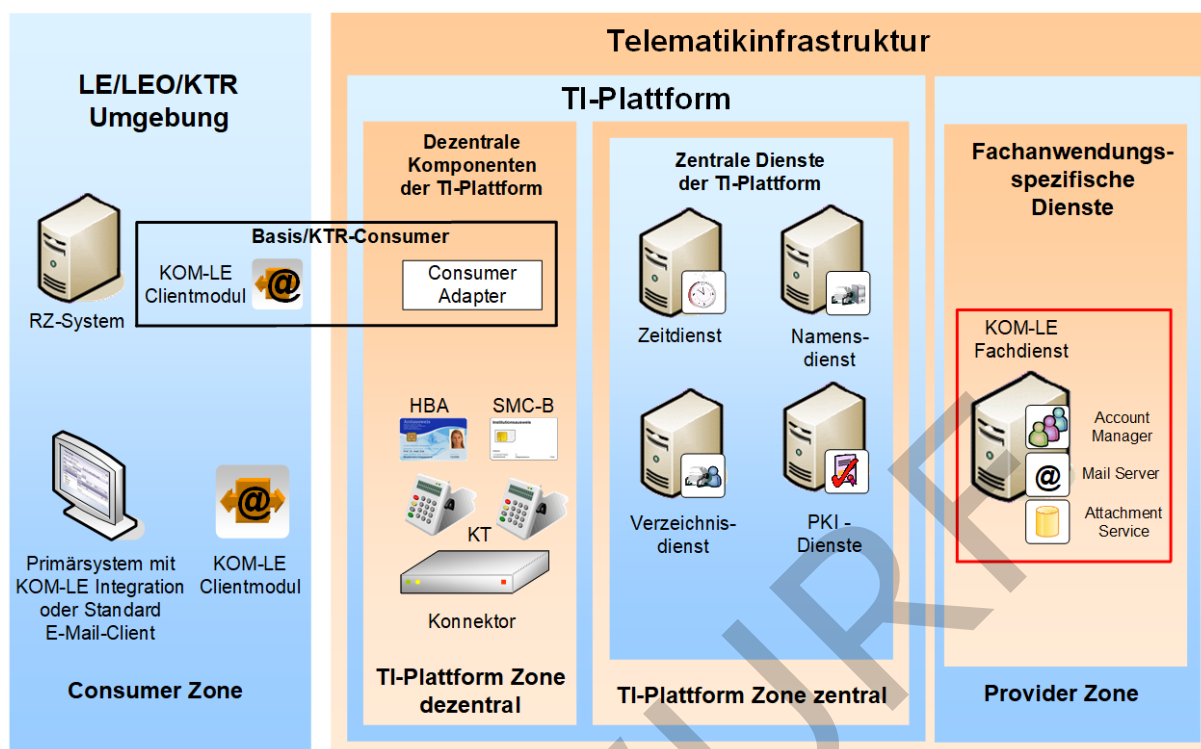 LE/LEO/KTR
Umgebung
RZ-System
Basis/KTR-Consumer
KOM-LE
Clientmodul
Consumer
Adapter
Primärsystem mit
KOM-LE Integration
oder Standard
E-Mail-Client
KOM-LE
Clientmodul
Consumer Zone
Telematikinfrastruktur
TI-Plattform
Dezentrale
Komponenten
der TI-Plattform
HBA
SMC-B
KT
Konnektor
TI-Plattform Zone
dezentral
Zentrale Dienste
der TI-Plattform
Zeitdienst
Namens-
dienst
Verzeichnis-
dienst
PKI -
Dienste
TI-Plattform Zone zentral
Fachanwendungs-
spezifische
Dienste
KOM-LE
Fachdienst
Account
Manager
@ Mail Server
Attachment
Service
Provider Zone